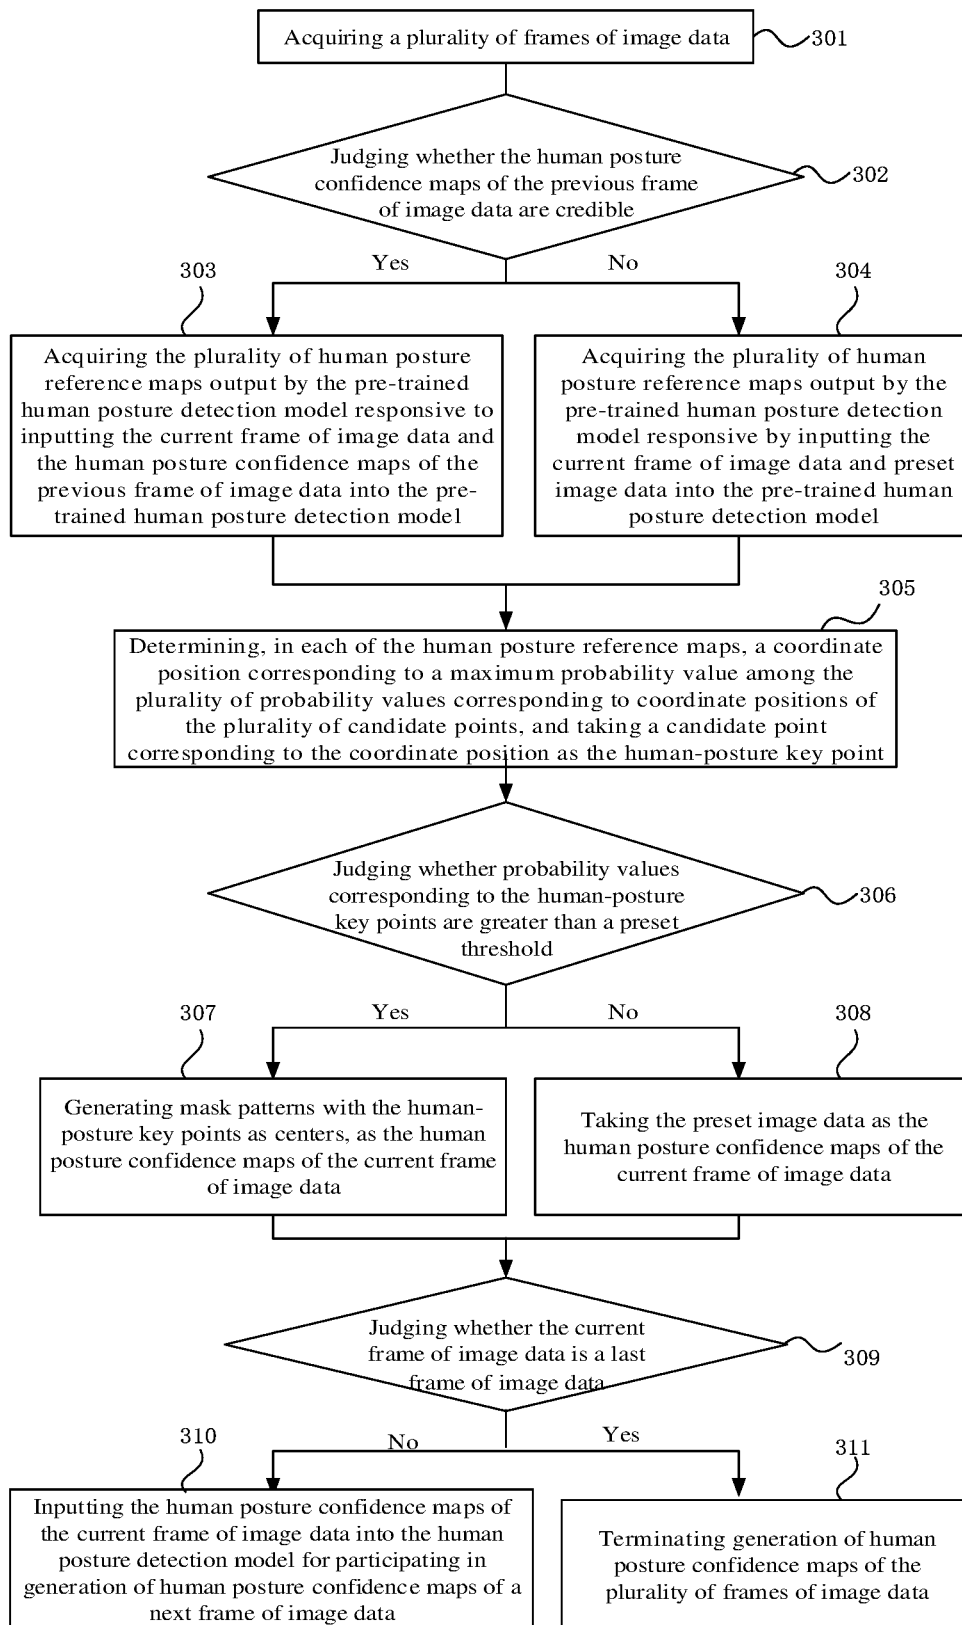 Acquiring a plurality of frames of image data
301
Judging whether the human posture
confidence maps of the previous frame
of image data are credible
302
Yes
No
303
304
Acquiring the plurality of human posture
reference maps output by the pre-trained
human posture detection model responsive to
inputting the current frame of image data and
the human posture confidence maps of the
previous frame of image data into the pre-
trained human posture detection model
Acquiring the plurality of human
posture reference maps output by the
pre-trained human posture detection
model responsive by inputting the
current frame of image data and preset
image data into the pre-trained human
posture detection model
305
Determining, in each of the human posture reference maps, a coordinate
position corresponding to a maximum probability value among the
plurality of probability values corresponding to coordinate positions of
the plurality of candidate points, and taking a candidate point
corresponding to the coordinate position as the human-posture key point
Judging whether probability values
corresponding to the human-posture
key points are greater than a preset
threshold
306
Yes
No
307
308
Generating mask patterns with the human-
posture key points as centers, as the human
posture confidence maps of the current frame
of image data
Taking the preset image data as the
human posture confidence maps of the
current frame of image data
Judging whether the current
frame of image data is a last
frame of image data
309
No
Yes
310
311
Inputting the human posture confidence maps of
the current frame of image data into the human
posture detection model for participating in
generation of human posture confidence maps of a
next frame of image data
Terminating generation of human
posture confidence maps of the
plurality of frames of image data